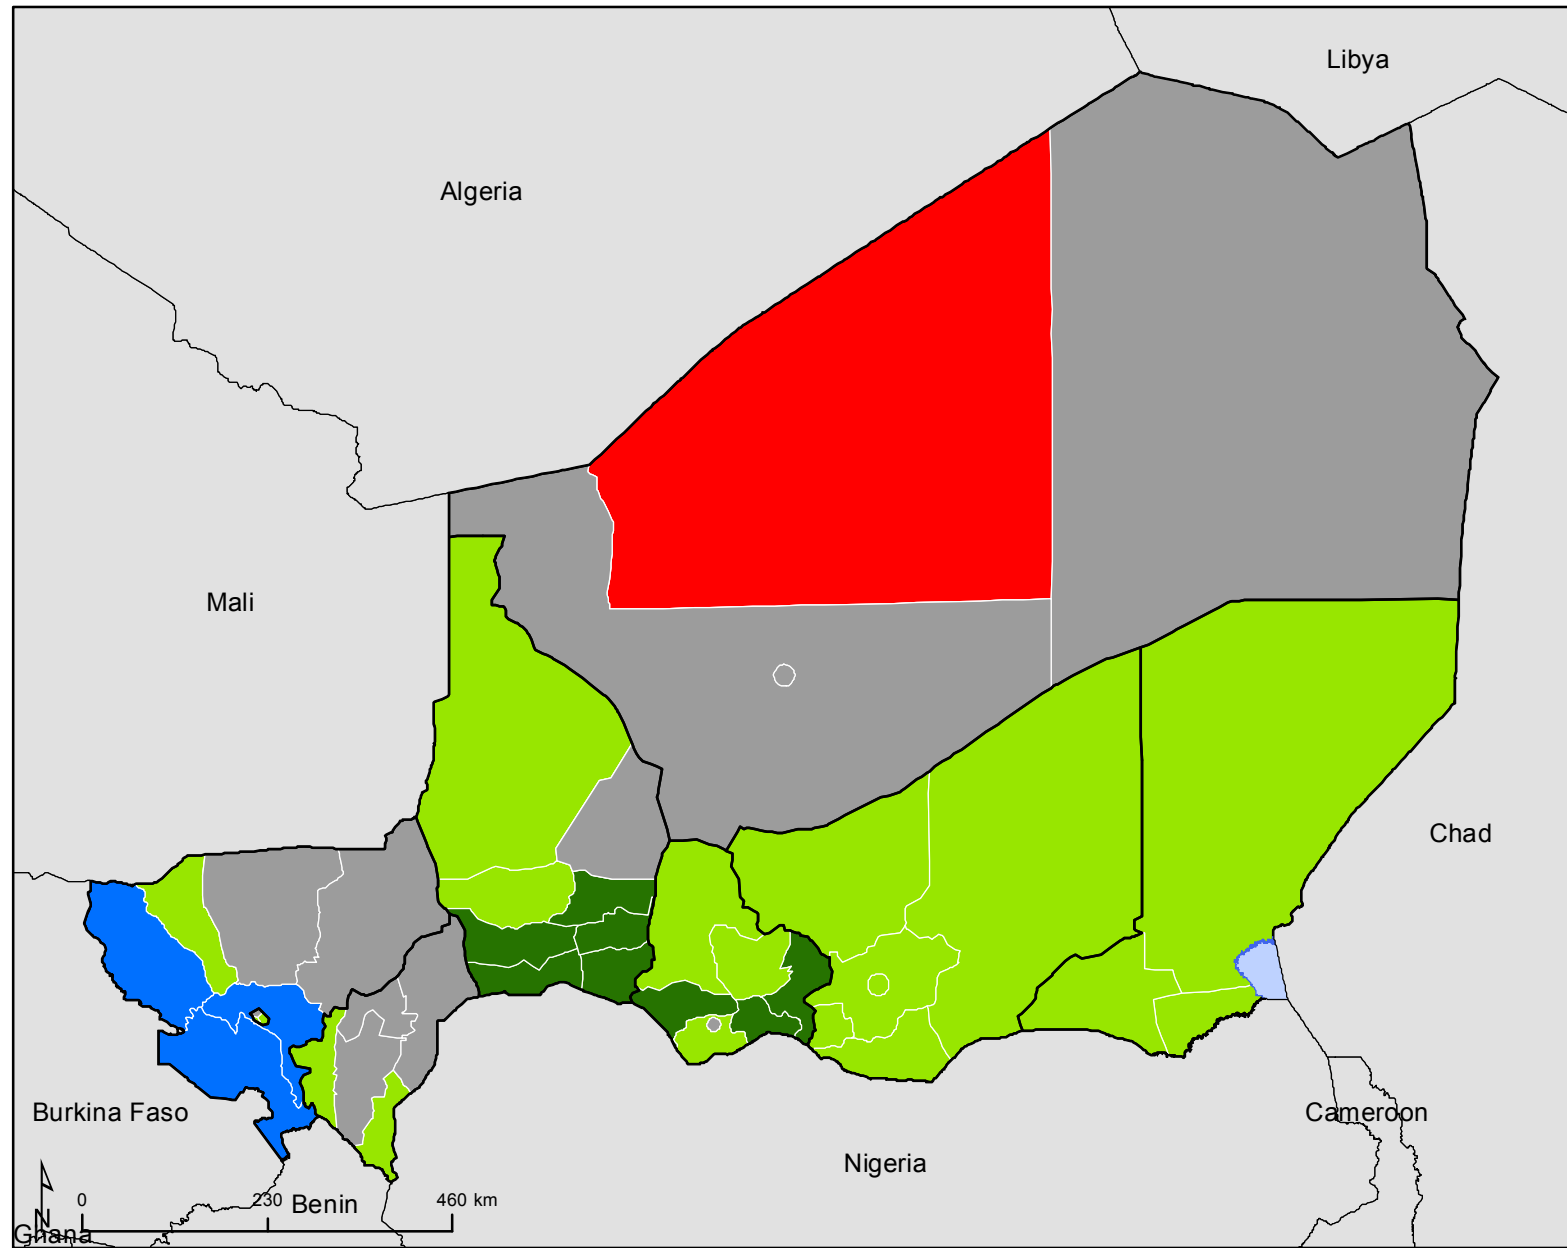 Libya
Algeria
Mali
Chad
Burkina Faso
Cameroon
Nigeria
Benin
0 230 460 km
N
Ghana